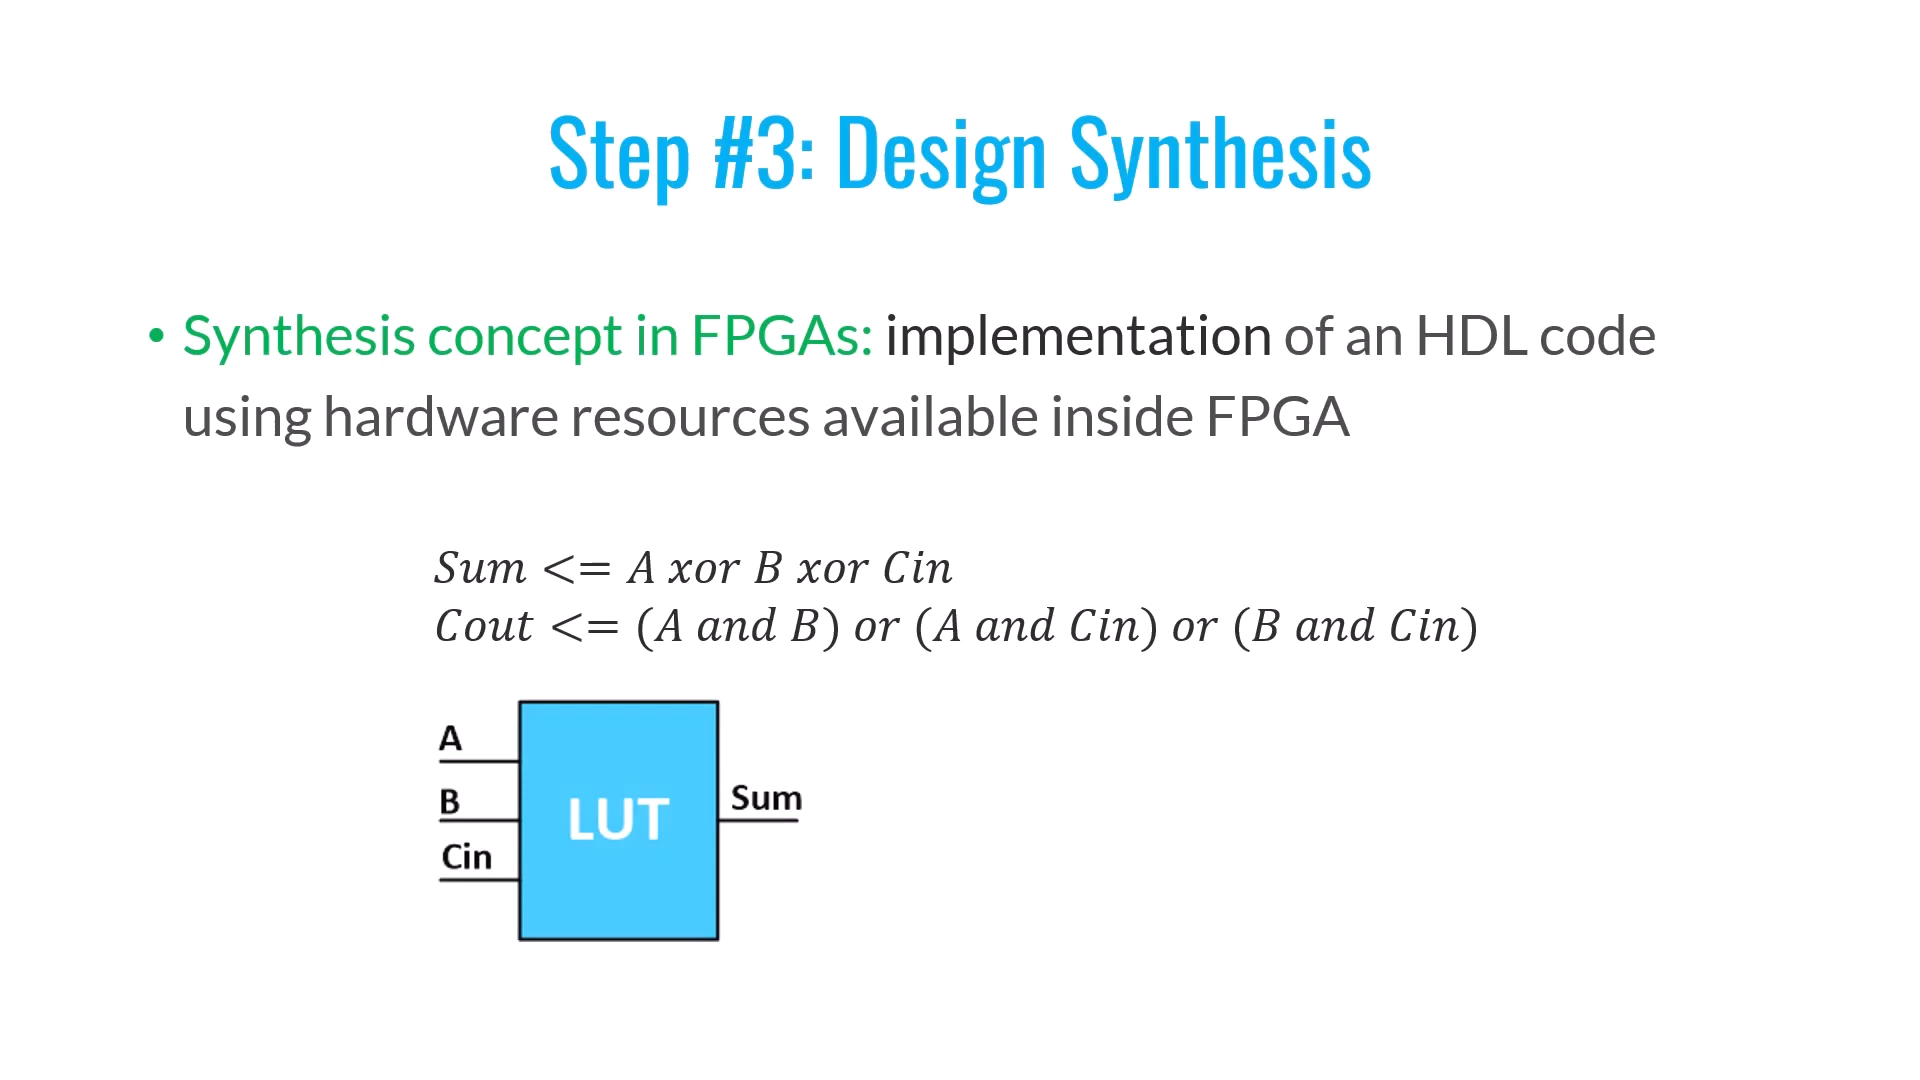 Step #3: Design Synthesis
• Synthesis concept in FPGAs: implementation of an HDL code
using hardware resources available inside FPGA
Sum <= A xor B xor Cin
Cout <= (A and B) or (A and Cin) or (B and Cin)
A
B
Cin
LUT
Sum